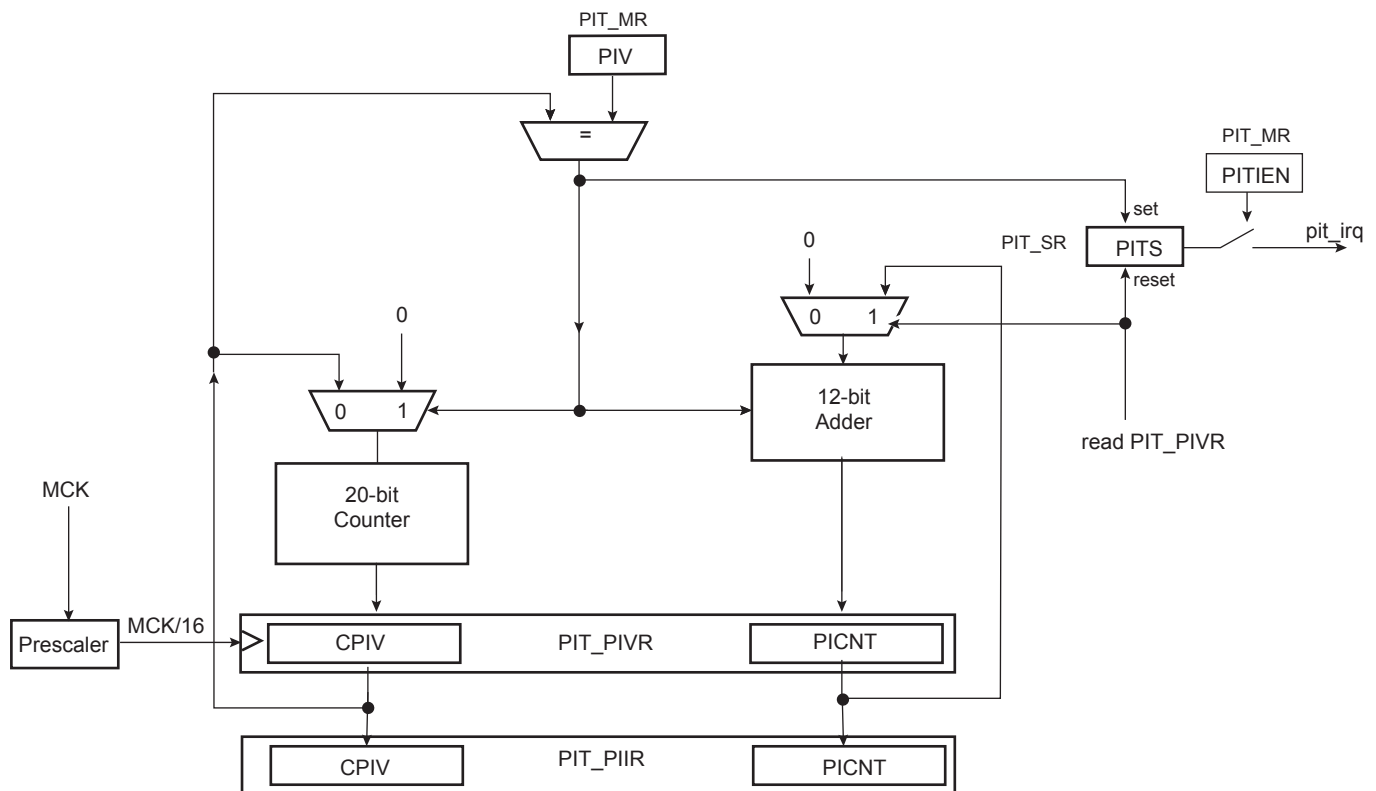 PIT_MR
PIV
=
PIT_MR
PITIEN
set
0
PIT_SR
PITS
pit_irq
reset
0
0 1
0 1
12-bit
Adder
read PIT_PIVR
MCK
20-bit
Counter
MCK/16
Prescaler
CPIV
PIT_PIVR
PICNT
CPIV
PIT_PIIR
PICNT